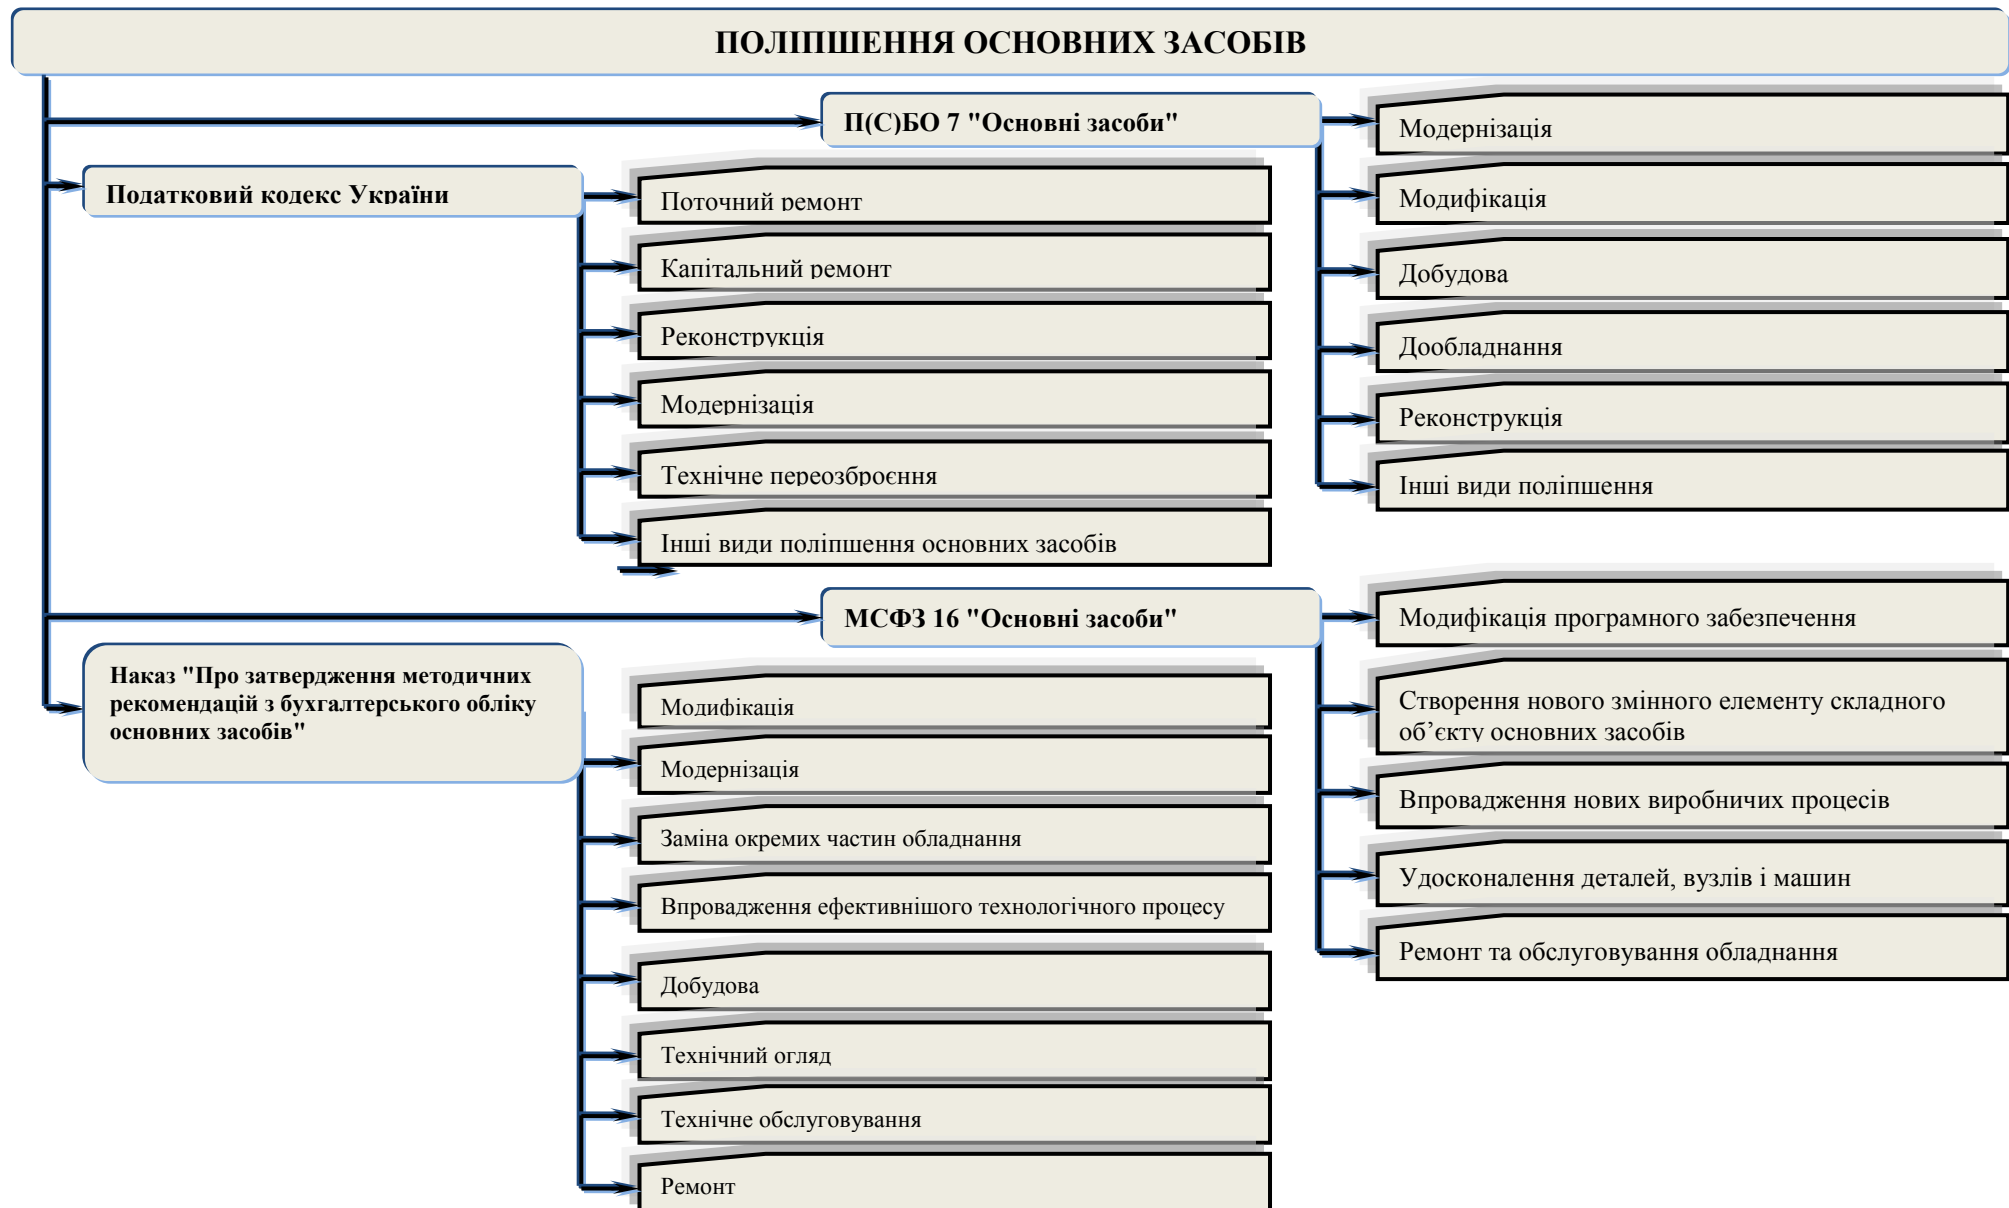 ПОЛІПШЕННЯ ОСНОВНИХ ЗАСОБІВ
П(С)БО 7 "Основні засоби"
Модернізація
Модифікація
Добудова
Дообладнання
Реконструкція
Інші види поліпшення
Податковий кодекс України
Поточний ремонт
Капітальний ремонт
Реконструкція
Модернізація
Технічне переозброєння
Інші види поліпшення основних засобів
МСФЗ 16 "Основні засоби"
Модифікація програмного забезпечення
Створення нового змінного елементу складного
об’єкту основних засобів
Впровадження нових виробничих процесів
Удосконалення деталей, вузлів і машин
Ремонт та обслуговування обладнання
Наказ "Про затвердження методичних
рекомендацій з бухгалтерського обліку
основних засобів"
Модифікація
Модернізація
Заміна окремих частин обладнання
Впровадження ефективнішого технологічного процесу
Добудова
Технічний огляд
Технічне обслуговування
Ремонт